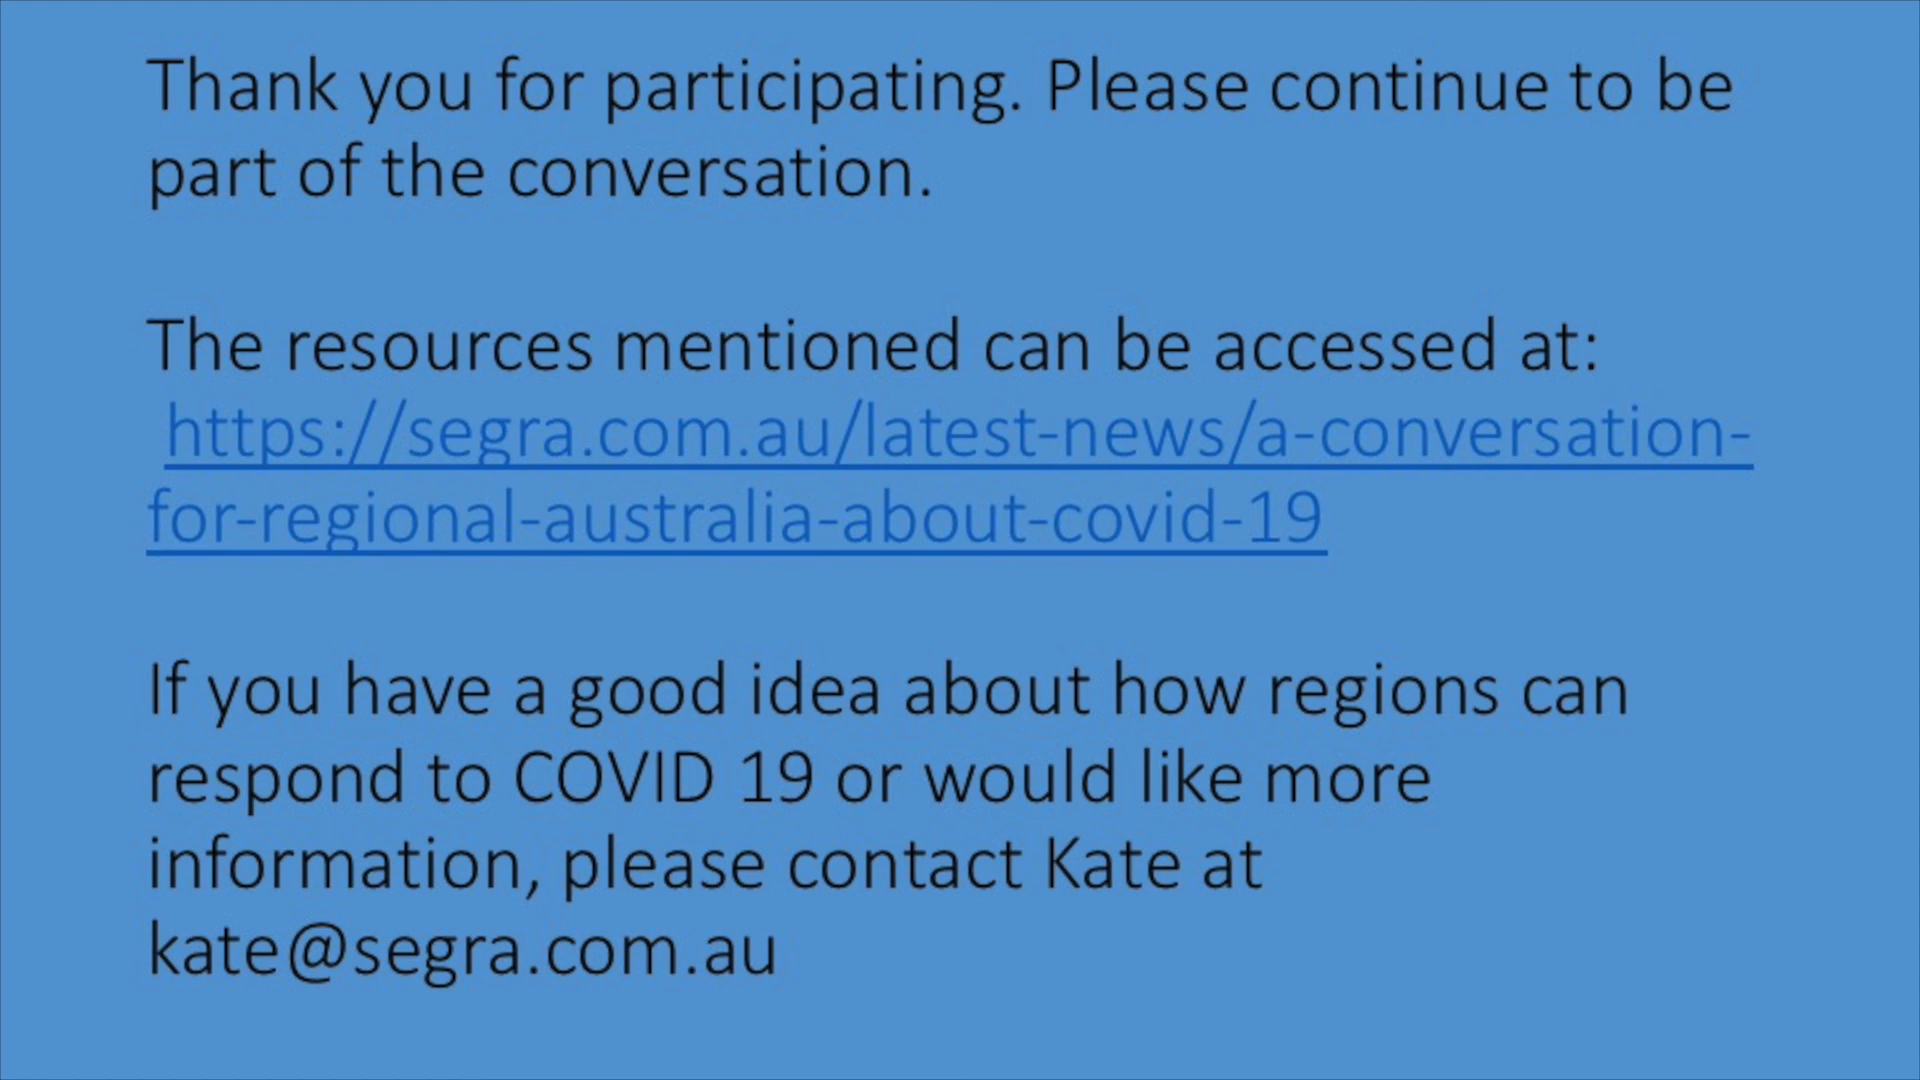 Thank you for participating. Please continue to be
part of the conversation.
The resources mentioned can be accessed at:
https://segra.com.au/latest-news/a-conversation-
for-regional-australia-about-covid-19
If you have a good idea about how regions can
respond to COVID 19 or would like more
information, please contact Kate at
kate@segra.com.au